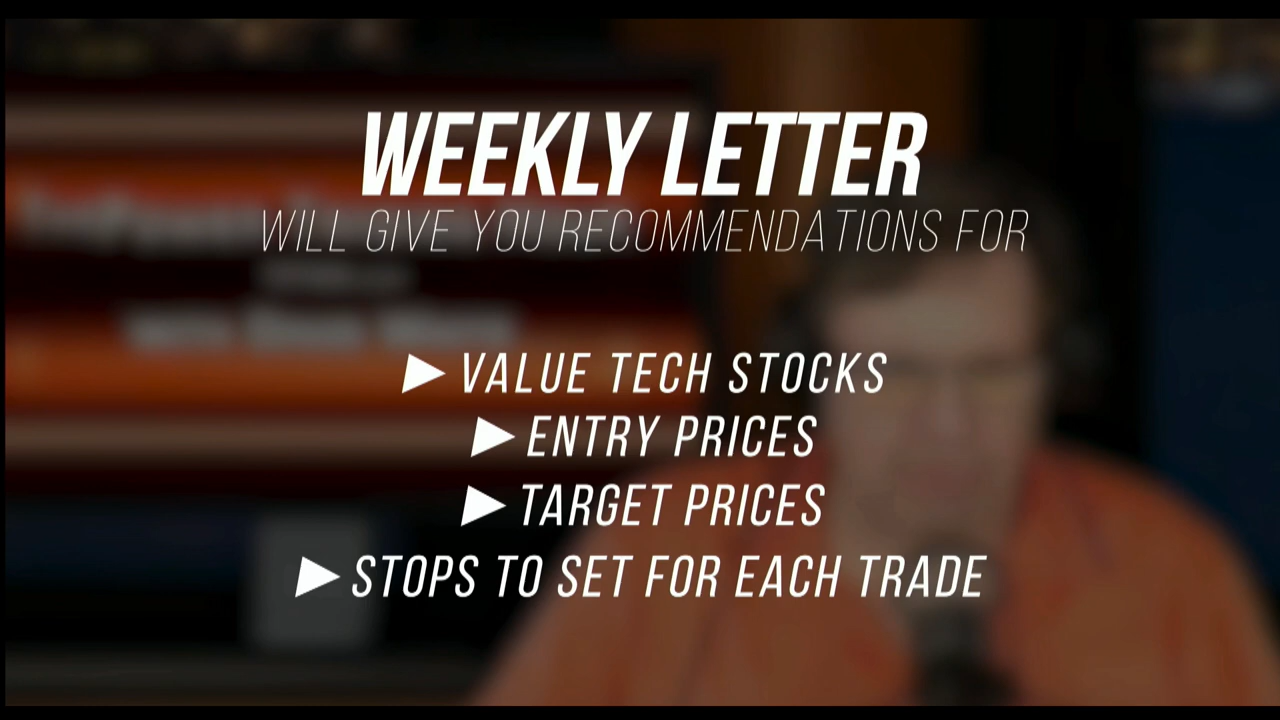 WEEKLY LETTER
WILL GIVE YOU RECOMMENDATIONS FOR
▶ VALUE TECH STOCKS
▶ ENTRY PRICES
▶ TARGET PRICES
▶ STOPS TO SET FOR EACH TRADE